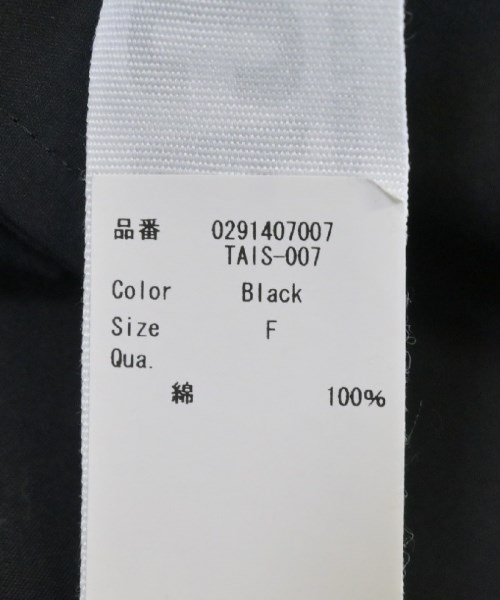 品番 0291407007
TAIS-007
Color Black
Size F
Qua.
綿 100%